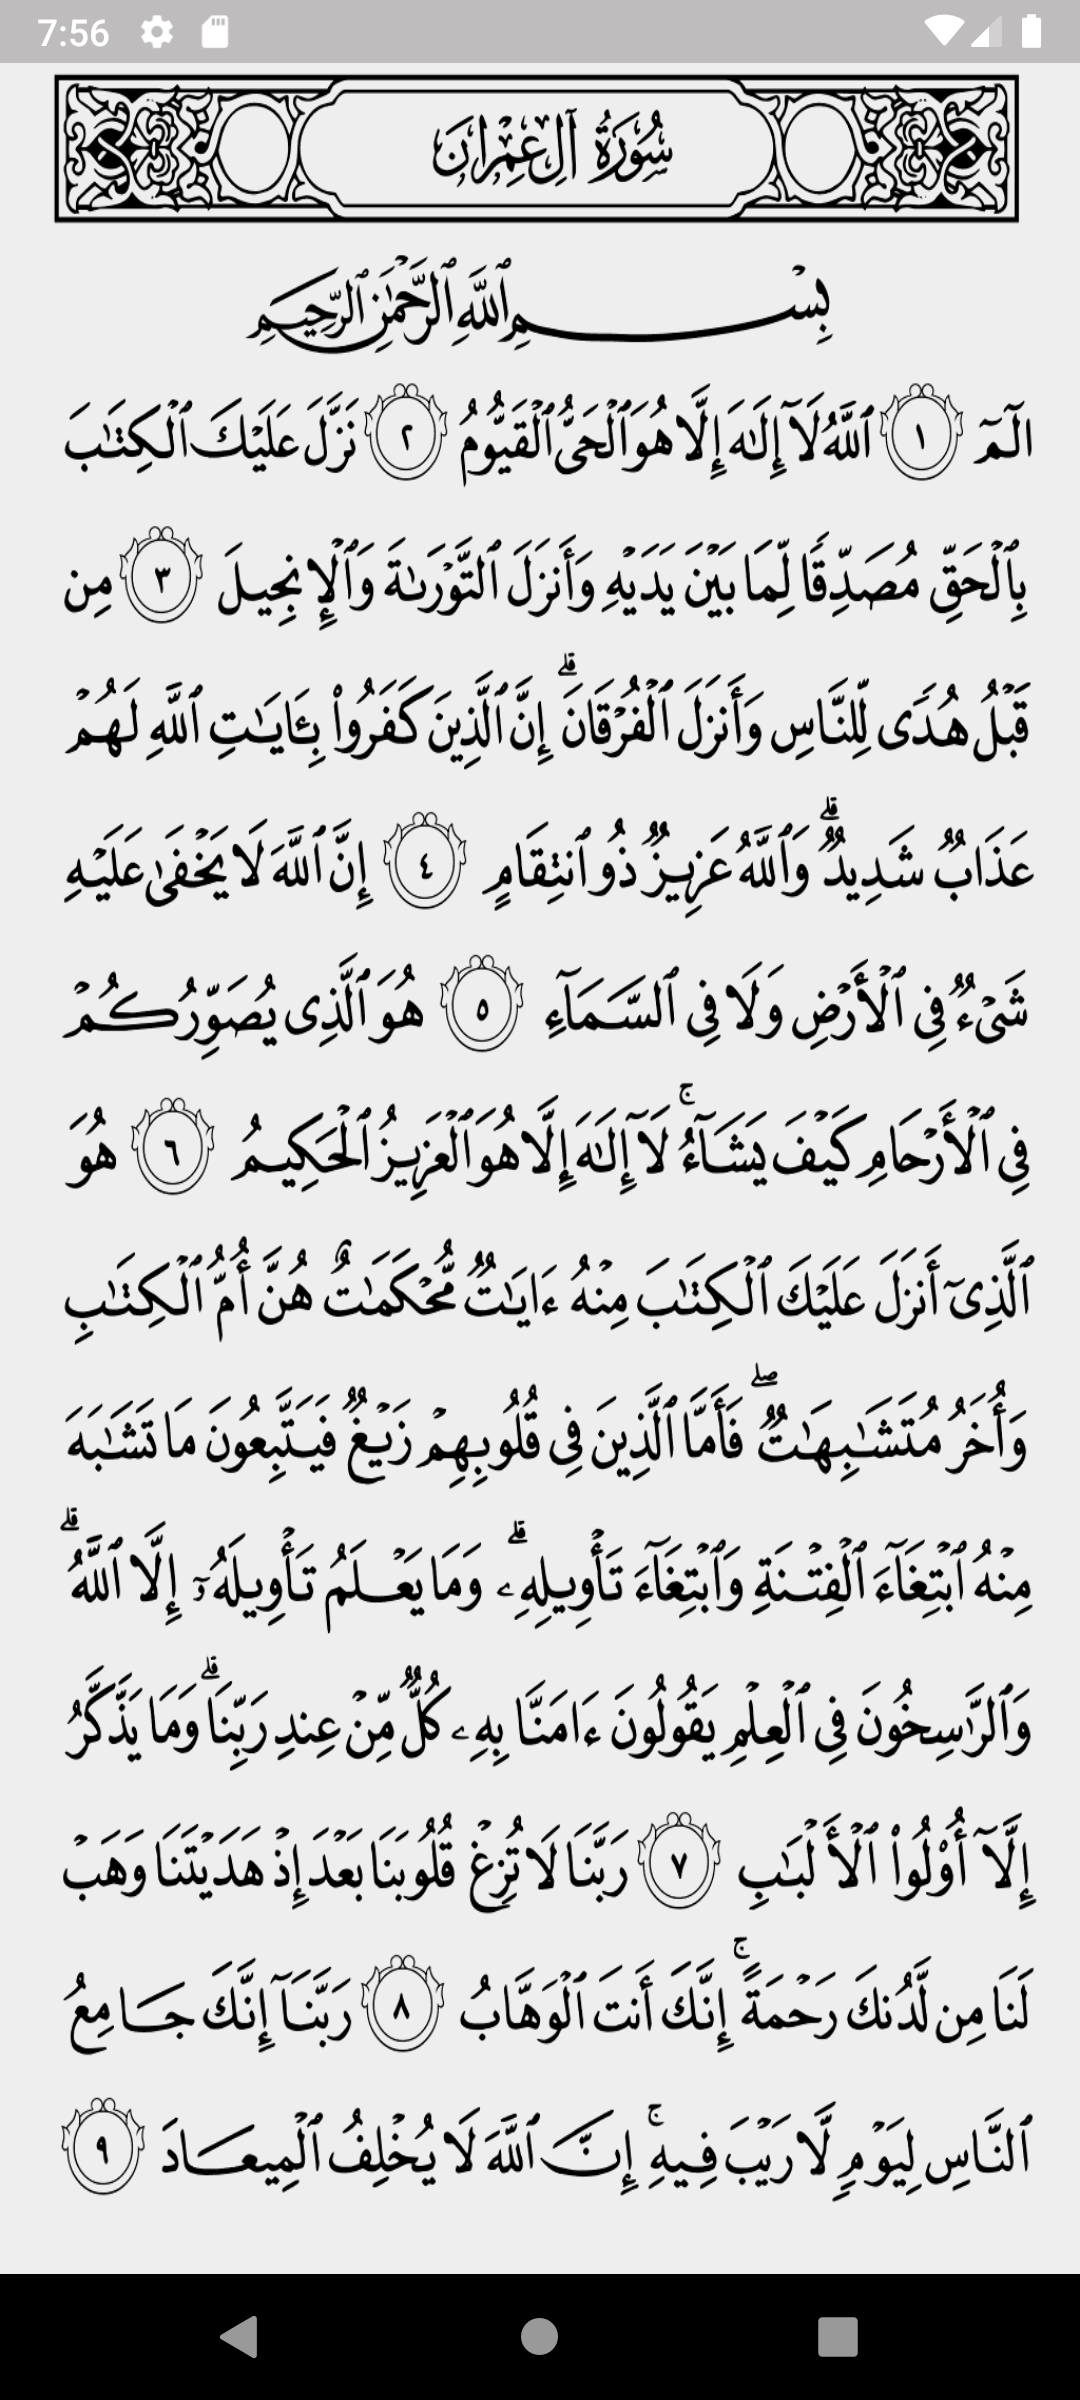 7:56
سُورَةُ آلِ عِمْرَانَ
بِسْمِ ٱللَّهِ ٱلرَّحْمَٰنِ ٱلرَّحِيمِ
الٓمٓ ١ ٱللَّهُ لَآ إِلَٰهَ إِلَّا هُوَ ٱلْحَىُّ ٱلْقَيُّومُ ٢ نَزَّلَ عَلَيْكَ ٱلْكِتَٰبَ
بِٱلْحَقِّ مُصَدِّقًا لِّمَا بَيْنَ يَدَيْهِ وَأَنزَلَ ٱلتَّوْرَىٰةَ وَٱلْإِنجِيلَ ٣ مِن
قَبْلُ هُدًى لِّلنَّاسِ وَأَنزَلَ ٱلْفُرْقَانَ ۗ إِنَّ ٱلَّذِينَ كَفَرُوا۟ بِـَٔايَٰتِ ٱللَّهِ لَهُمْ
عَذَابٌ شَدِيدٌ ۗ وَٱللَّهُ عَزِيزٌ ذُو ٱنتِقَامٍ ٤ إِنَّ ٱللَّهَ لَا يَخْفَىٰ عَلَيْهِ
شَىْءٌ فِى ٱلْأَرْضِ وَلَا فِى ٱلسَّمَآءِ ٥ هُوَ ٱلَّذِى يُصَوِّرُكُمْ
فِى ٱلْأَرْحَامِ كَيْفَ يَشَآءُ ۚ لَآ إِلَٰهَ إِلَّا هُوَ ٱلْعَزِيزُ ٱلْحَكِيمُ ٦ هُوَ
ٱلَّذِىٓ أَنزَلَ عَلَيْكَ ٱلْكِتَٰبَ مِنْهُ ءَايَٰتٌ مُّحْكَمَٰتٌ هُنَّ أُمُّ ٱلْكِتَٰبِ
وَأُخَرُ مُتَشَٰبِهَٰتٌ ۖ فَأَمَّا ٱلَّذِينَ فِى قُلُوبِهِمْ زَيْغٌ فَيَتَّبِعُونَ مَا تَشَٰبَهَ
مِنْهُ ٱبْتِغَآءَ ٱلْفِتْنَةِ وَٱبْتِغَآءَ تَأْوِيلِهِۦ ۗ وَمَا يَعْلَمُ تَأْوِيلَهُۥٓ إِلَّا ٱللَّهُ ۗ
وَٱلرَّٰسِخُونَ فِى ٱلْعِلْمِ يَقُولُونَ ءَامَنَّا بِهِۦ كُلٌّ مِّنْ عِندِ رَبِّنَا ۗ وَمَا يَذَّكَّرُ
إِلَّآ أُو۟لُوا۟ ٱلْأَلْبَٰبِ ٧ رَبَّنَا لَا تُزِغْ قُلُوبَنَا بَعْدَ إِذْ هَدَيْتَنَا وَهَبْ
لَنَا مِن لَّدُنكَ رَحْمَةً ۚ إِنَّكَ أَنتَ ٱلْوَهَّابُ ٨ رَبَّنَآ إِنَّكَ جَامِعُ
ٱلنَّاسِ لِيَوْمٍ لَّا رَيْبَ فِيهِ ۚ إِنَّ ٱللَّهَ لَا يُخْلِفُ ٱلْمِيعَادَ ٩